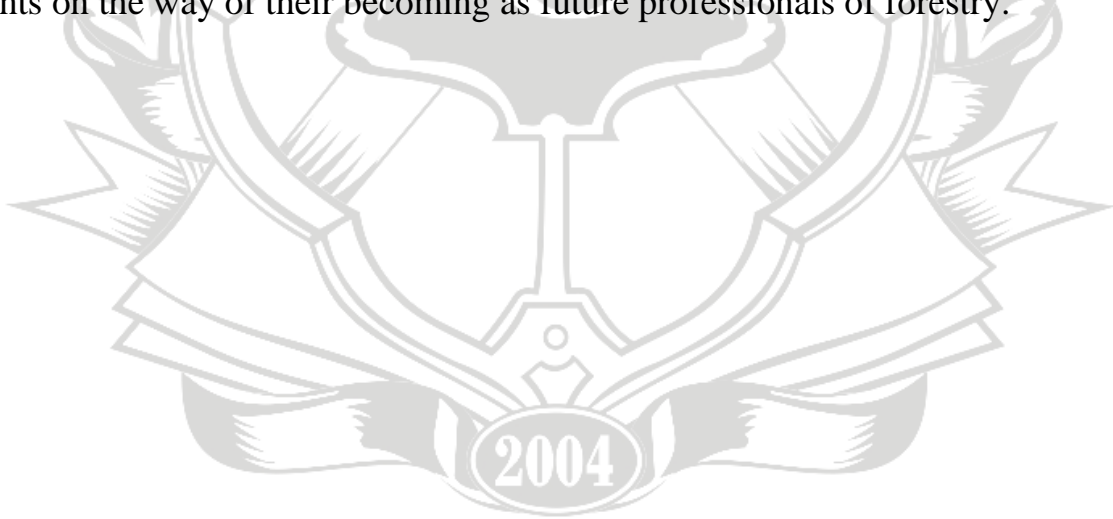 nts on the way of their becoming as future professionals of forestry.
2004